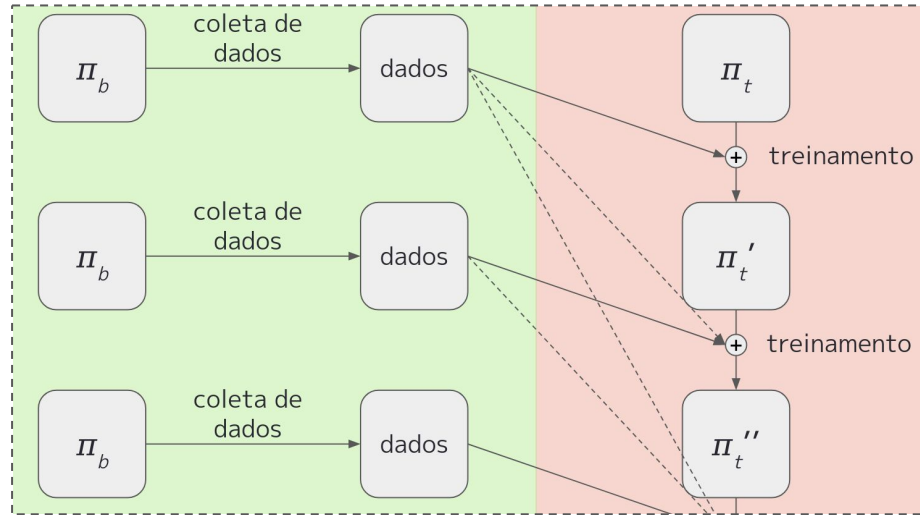 coleta de
dados
π_b
dados
π_t
+
treinamento
coleta de
dados
π_b
dados
π_t′
+
treinamento
coleta de
dados
π_b
dados
π_t′′